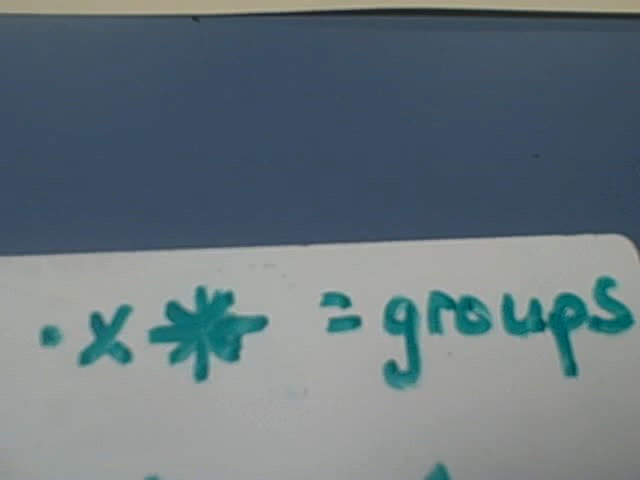 · x * = groups